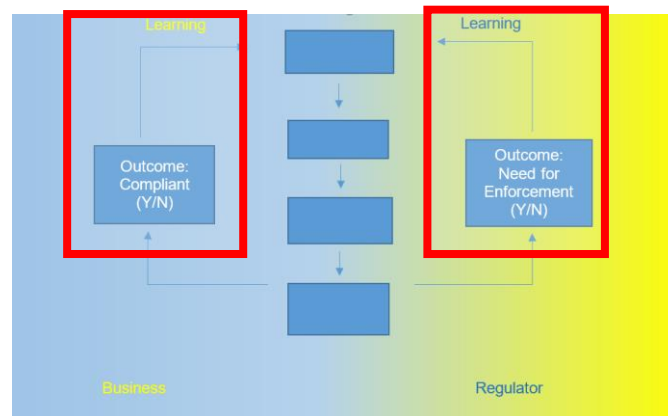 Learning
Learning
Outcome:
Compliant
(Y/N)
Outcome:
Need for
Enforcement
(Y/N)
Business
Regulator